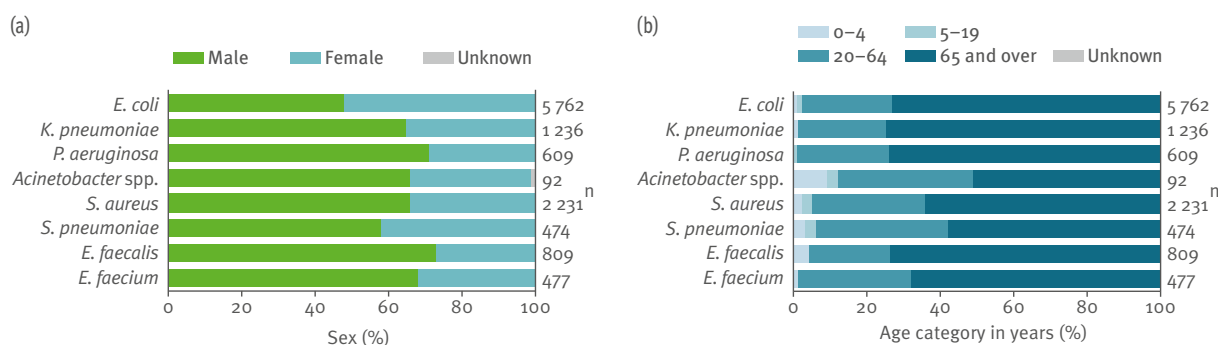 (a)
Male Female Unknown
E. coli 5 762
K. pneumoniae 1 236
P. aeruginosa 609
Acinetobacter spp. 92
n
S. aureus 2 231
S. pneumoniae 474
E. faecalis 809
E. faecium 477
0 20 40 60 80 100
Sex (%)
(b)
0–4 5–19
20–64 65 and over Unknown
E. coli 5 762
K. pneumoniae 1 236
P. aeruginosa 609
Acinetobacter spp. 92
n
S. aureus 2 231
S. pneumoniae 474
E. faecalis 809
E. faecium 477
0 20 40 60 80 100
Age category in years (%)